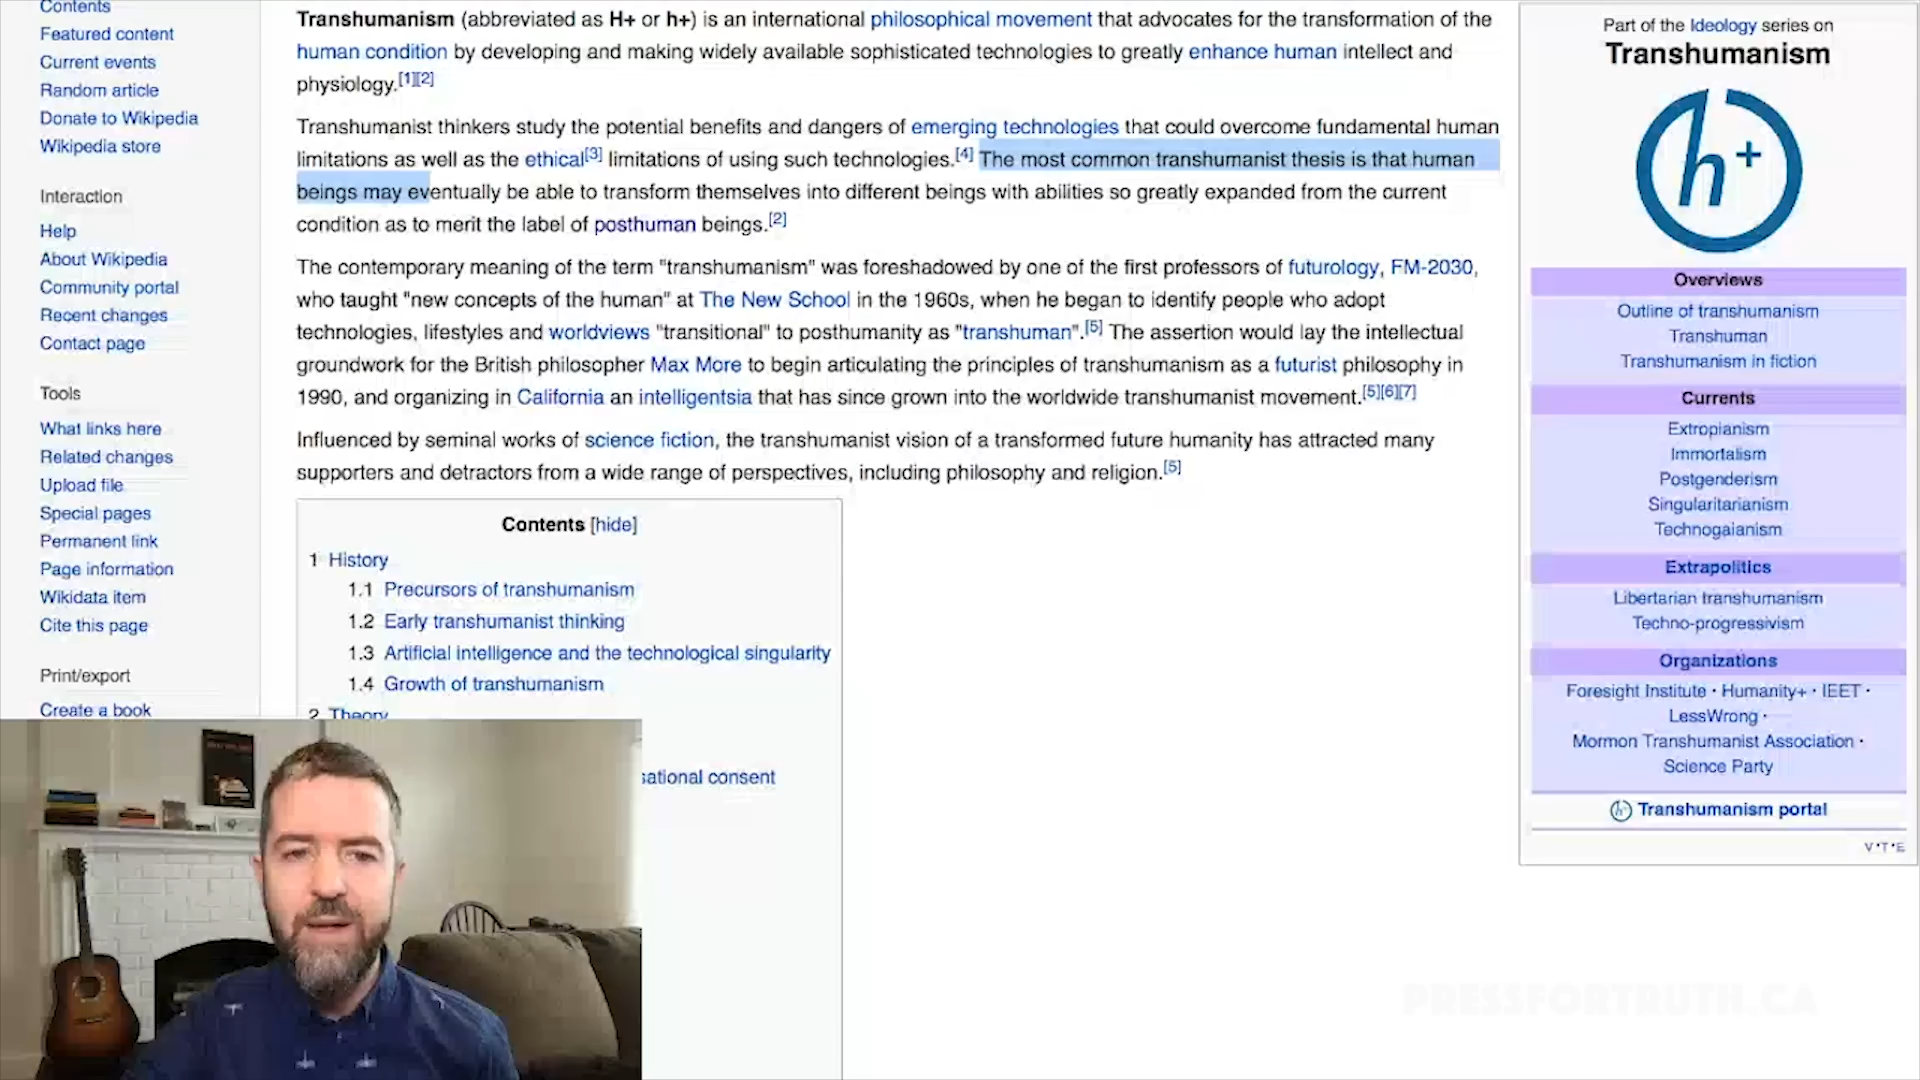 Contents
Featured content
Current events
Random article
Donate to Wikipedia
Wikipedia store
Interaction
Help
About Wikipedia
Community portal
Recent changes
Contact page
Tools
What links here
Related changes
Upload file
Special pages
Permanent link
Page information
Wikidata item
Cite this page
Print/export
Create a book
Transhumanism (abbreviated as H+ or h+) is an international philosophical movement that advocates for the transformation of the
human condition by developing and making widely available sophisticated technologies to greatly enhance human intellect and
physiology.[1][2]
Transhumanist thinkers study the potential benefits and dangers of emerging technologies that could overcome fundamental human
limitations as well as the ethical[3] limitations of using such technologies.[4] The most common transhumanist thesis is that human
beings may eventually be able to transform themselves into different beings with abilities so greatly expanded from the current
condition as to merit the label of posthuman beings.[2]
The contemporary meaning of the term "transhumanism" was foreshadowed by one of the first professors of futurology, FM-2030,
who taught "new concepts of the human" at The New School in the 1960s, when he began to identify people who adopt
technologies, lifestyles and worldviews "transitional" to posthumanity as "transhuman".[5] The assertion would lay the intellectual
groundwork for the British philosopher Max More to begin articulating the principles of transhumanism as a futurist philosophy in
1990, and organizing in California an intelligentsia that has since grown into the worldwide transhumanist movement.[5][6][7]
Influenced by seminal works of science fiction, the transhumanist vision of a transformed future humanity has attracted many
supporters and detractors from a wide range of perspectives, including philosophy and religion.[5]
Contents [hide]
1 History
1.1 Precursors of transhumanism
1.2 Early transhumanist thinking
1.3 Artificial intelligence and the technological singularity
1.4 Growth of transhumanism
2 Theory
sational consent
Part of the Ideology series on
Transhumanism
h+
Overviews
Outline of transhumanism
Transhuman
Transhumanism in fiction
Currents
Extropianism
Immortalism
Postgenderism
Singularitarianism
Technogaianism
Extrapolitics
Libertarian transhumanism
Techno-progressivism
Organizations
Foresight Institute · Humanity+ · IEET ·
LessWrong ·
Mormon Transhumanist Association ·
Science Party
Transhumanism portal
V·T·E
PRESSFORTRUTH.CA